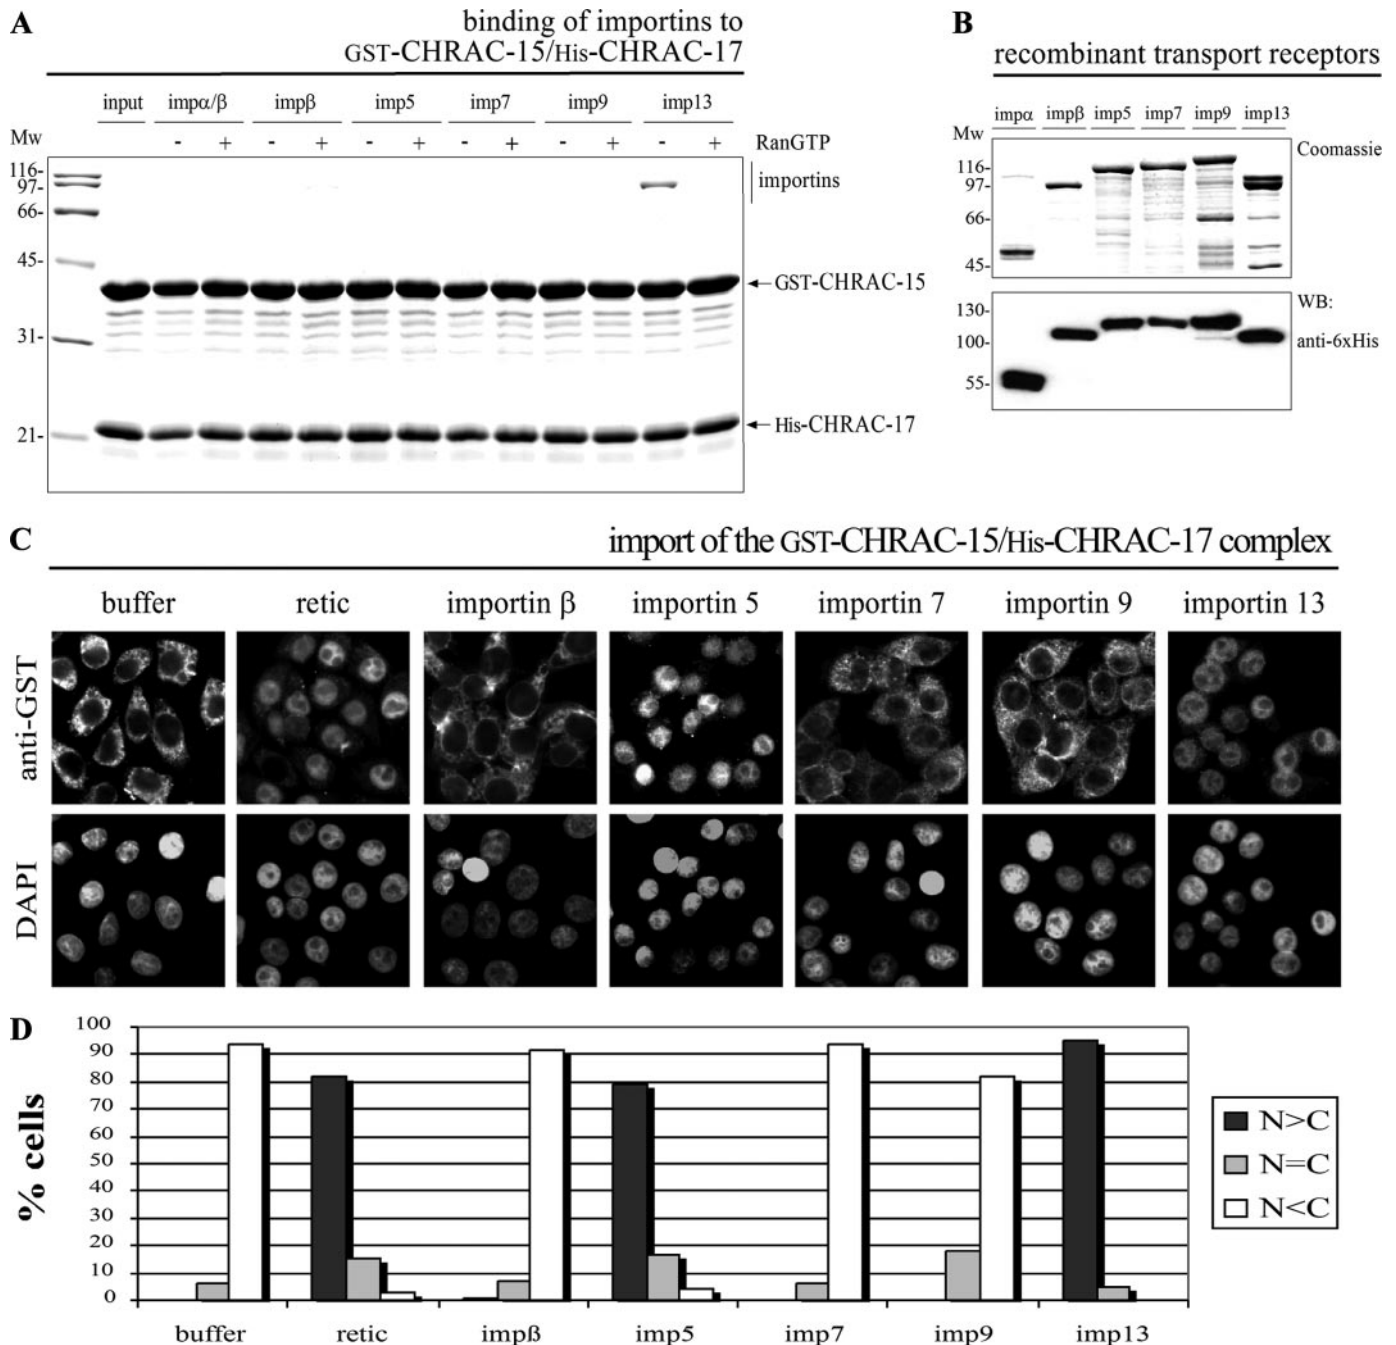 A
binding of importins to
GST-CHRAC-15/His-CHRAC-17
input impα/β impβ imp5 imp7 imp9 imp13
Mw - + - + - + - + - + - + RanGTP
116-
97-
66-
45-
31-
21-
importins
GST-CHRAC-15
His-CHRAC-17
B
recombinant transport receptors
impα impβ imp5 imp7 imp9 imp13
Mw
Coomassie
116-
97-
66-
45-
WB:
anti-6xHis
130-
100-
55-
C
import of the GST-CHRAC-15/His-CHRAC-17 complex
buffer retic importin β importin 5 importin 7 importin 9 importin 13
anti-GST
DAPI
D
% cells
100
90
80
70
60
50
40
30
20
10
0
buffer retic impß imp5 imp7 imp9 imp13
N>C
N=C
N<C